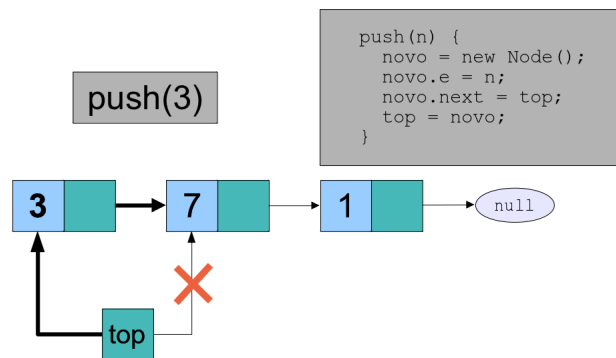 push(3)
push(n) {
novo = new Node();
novo.e = n;
novo.next = top;
top = novo;
}
3
7
1
null
top